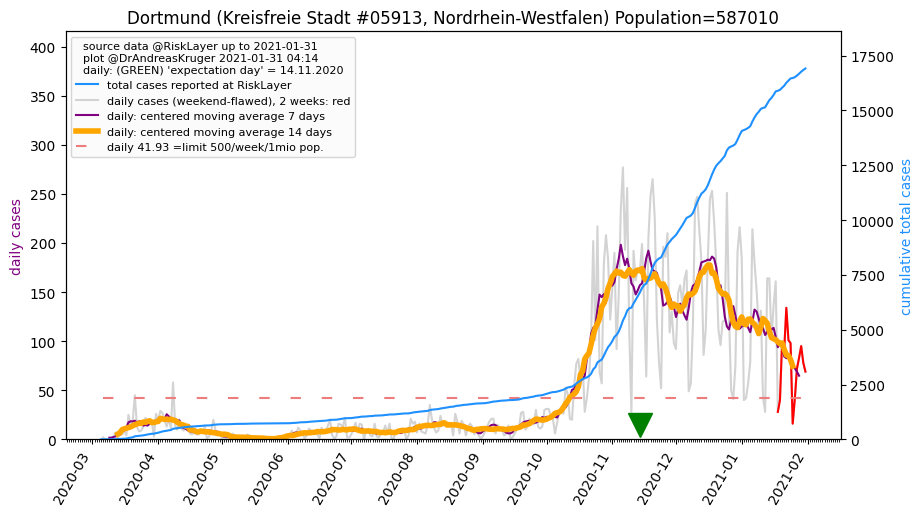 Dortmund (Kreisfreie Stadt #05913, Nordrhein-Westfalen) Population=587010
source data @RiskLayer up to 2021-01-31
plot @DrAndreasKruger 2021-01-31 04:14
daily: (GREEN) 'expectation day' = 14.11.2020
total cases reported at RiskLayer
daily cases (weekend-flawed), 2 weeks: red
daily: centered moving average 7 days
daily: centered moving average 14 days
daily 41.93 =limit 500/week/1mio pop.
daily cases
400
350
300
250
200
150
100
50
0
cumulative total cases
17500
15000
12500
10000
7500
5000
2500
0
2020-03
2020-04
2020-05
2020-06
2020-07
2020-08
2020-09
2020-10
2020-11
2020-12
2021-01
2021-02